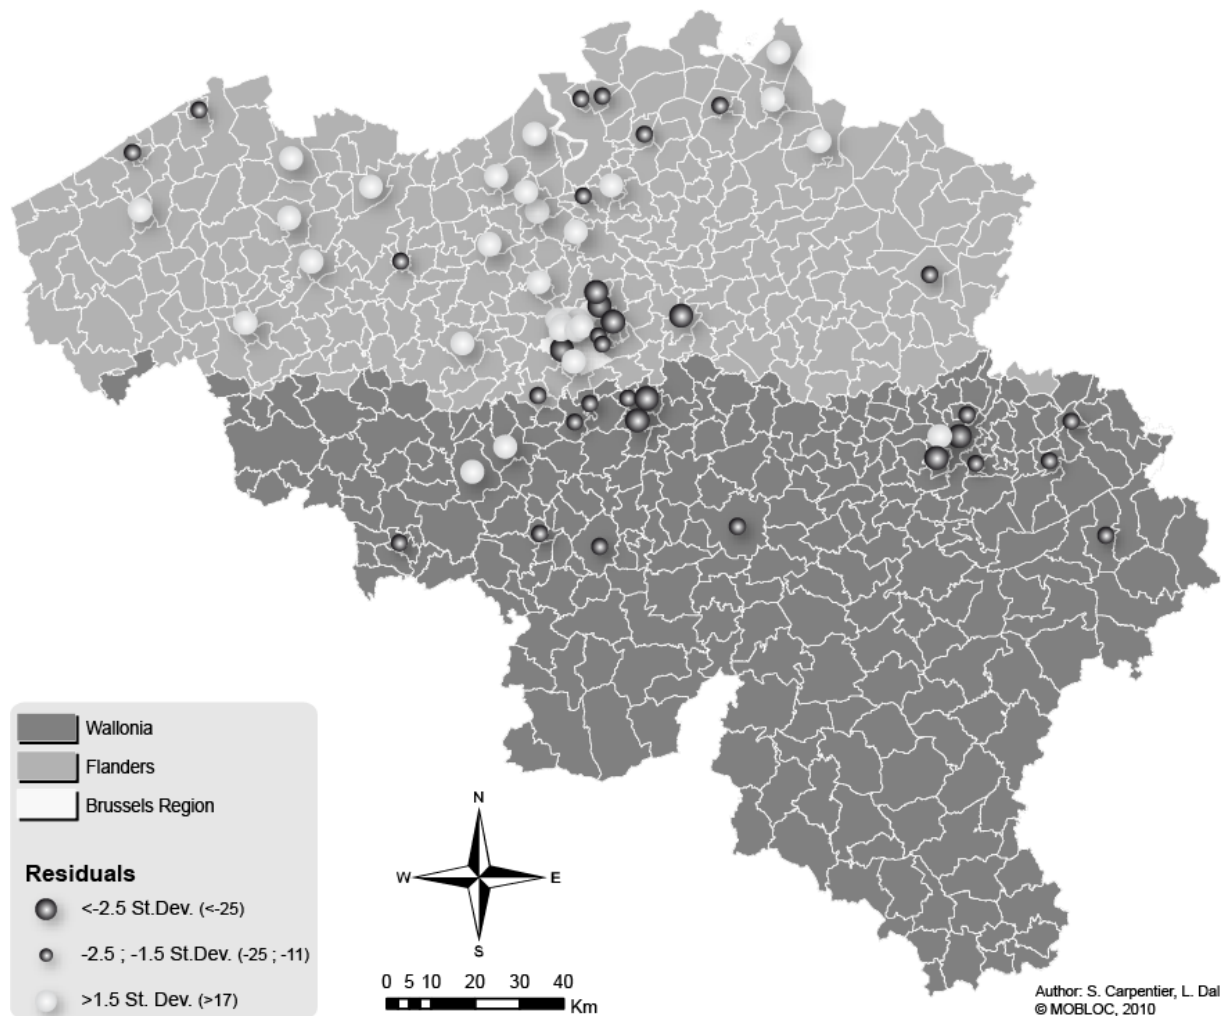 Wallonia
Flanders
Brussels Region
Residuals
<-2.5 St.Dev. (<-25)
-2.5 ; -1.5 St.Dev. (-25 ; -11)
>1.5 St. Dev. (>17)
N
W E
S
0 5 10 20 30 40
Km
Author: S. Carpentier, L. Dal
© MOBLOC, 2010